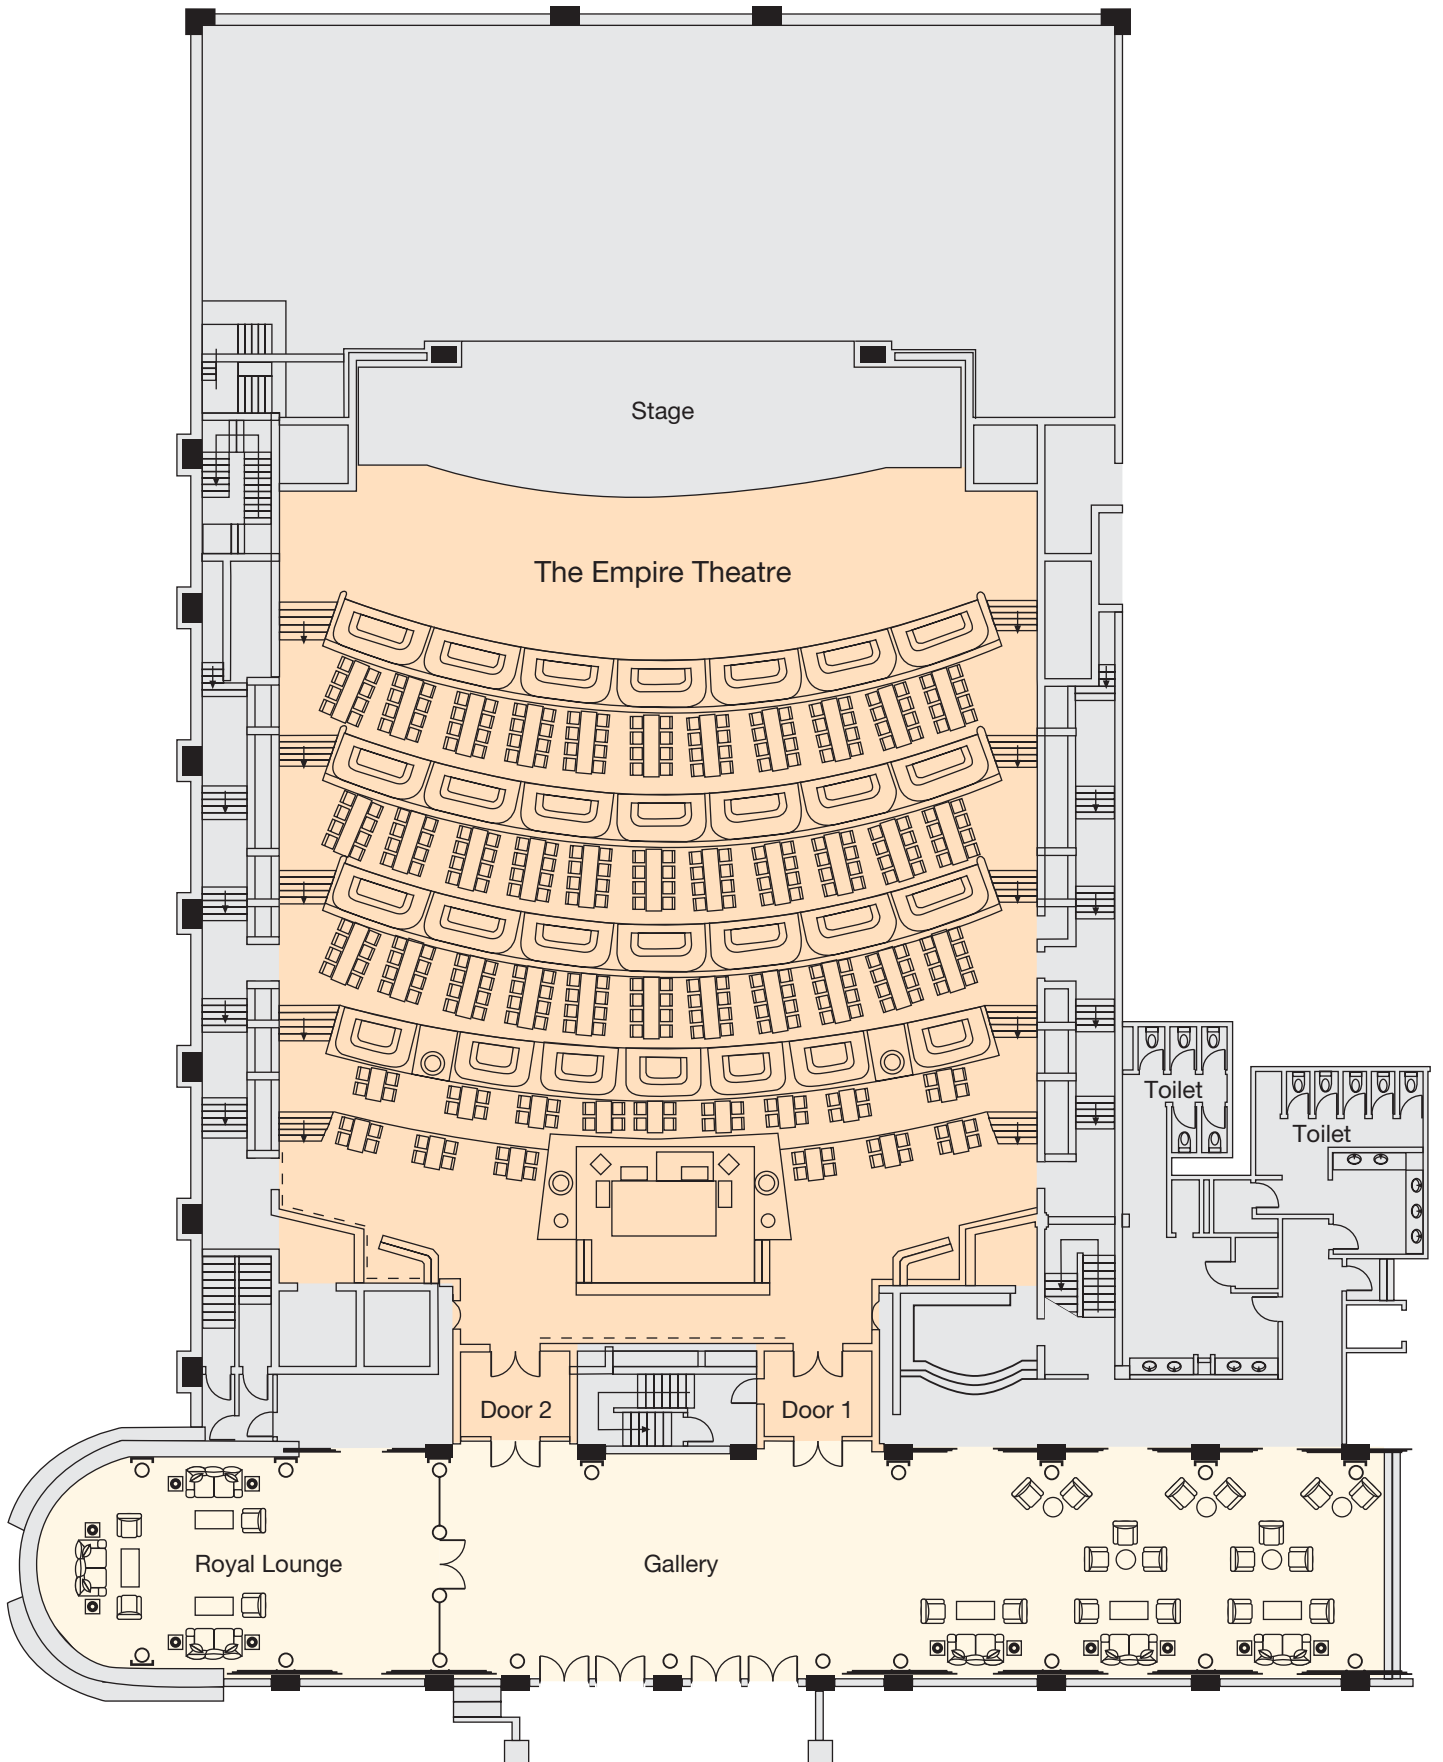 Stage
The Empire Theatre
Toilet
Toilet
Door 2
Door 1
Royal Lounge
Gallery